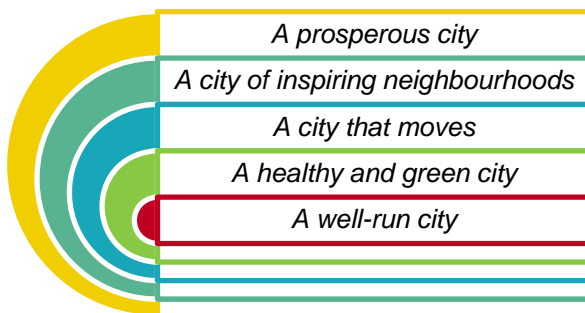 A prosperous city
A city of inspiring neighbourhoods
A city that moves
A healthy and green city
A well-run city